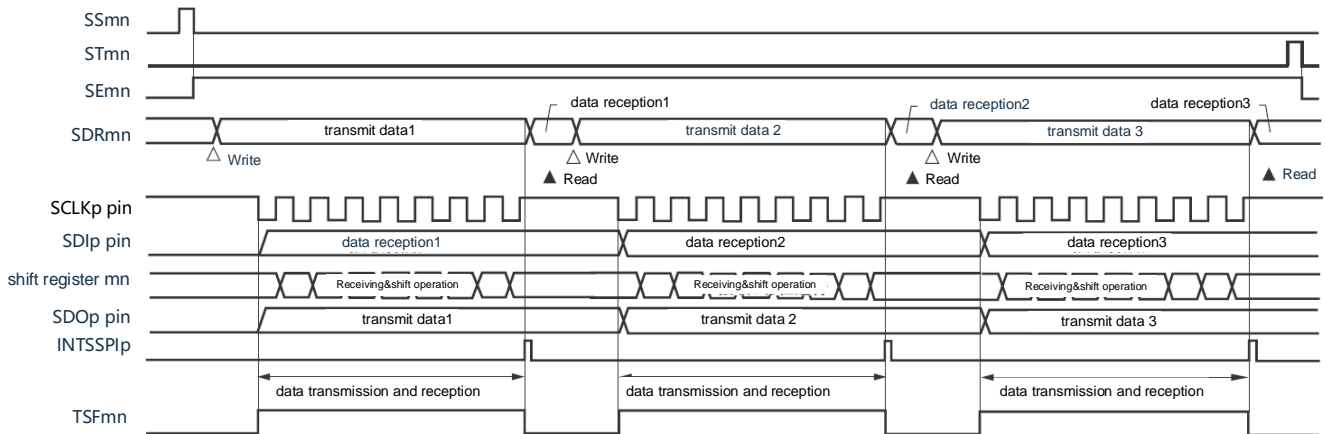 SSmn
STmn
SEmn
data reception1
data reception2
data reception3
SDRmn
transmit data1
transmit data 2
transmit data 3
△ Write
△ Write
△ Write
▲ Read
▲ Read
▲ Read
SCLKp pin
SDIp pin
data reception1
data reception2
data reception3
shift register mn
Receiving&shift operation
Receiving&shift operation
Receiving&shift operation
SDOp pin
transmit data1
transmit data 2
transmit data 3
INTSSPIp
data transmission and reception
data transmission and reception
data transmission and reception
TSFmn